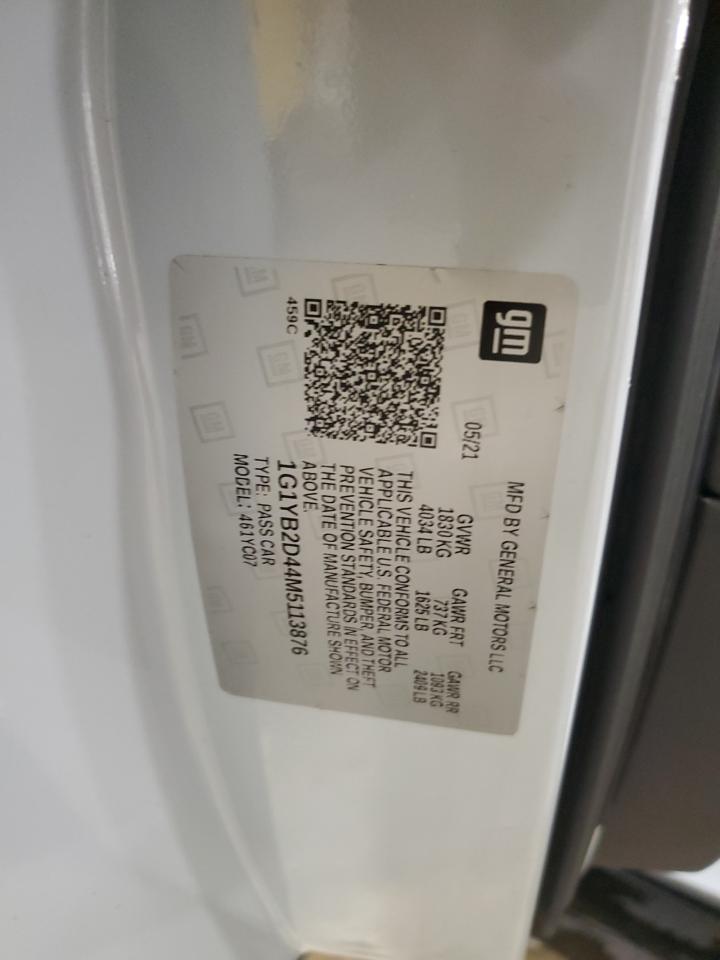 gm
MFD BY GENERAL MOTORS LLC
05/21
GVWR GAWR FRT GAWR RR
1830 KG 737 KG 1093 KG
4034 LB 1625 LB 2409 LB
THIS VEHICLE CONFORMS TO ALL
APPLICABLE U.S. FEDERAL MOTOR
VEHICLE SAFETY, BUMPER, AND THEFT
PREVENTION STANDARDS IN EFFECT ON
THE DATE OF MANUFACTURE SHOWN
ABOVE.
459C
1G1YB2D44M5113876
TYPE: PASS CAR
MODEL: 461YC07